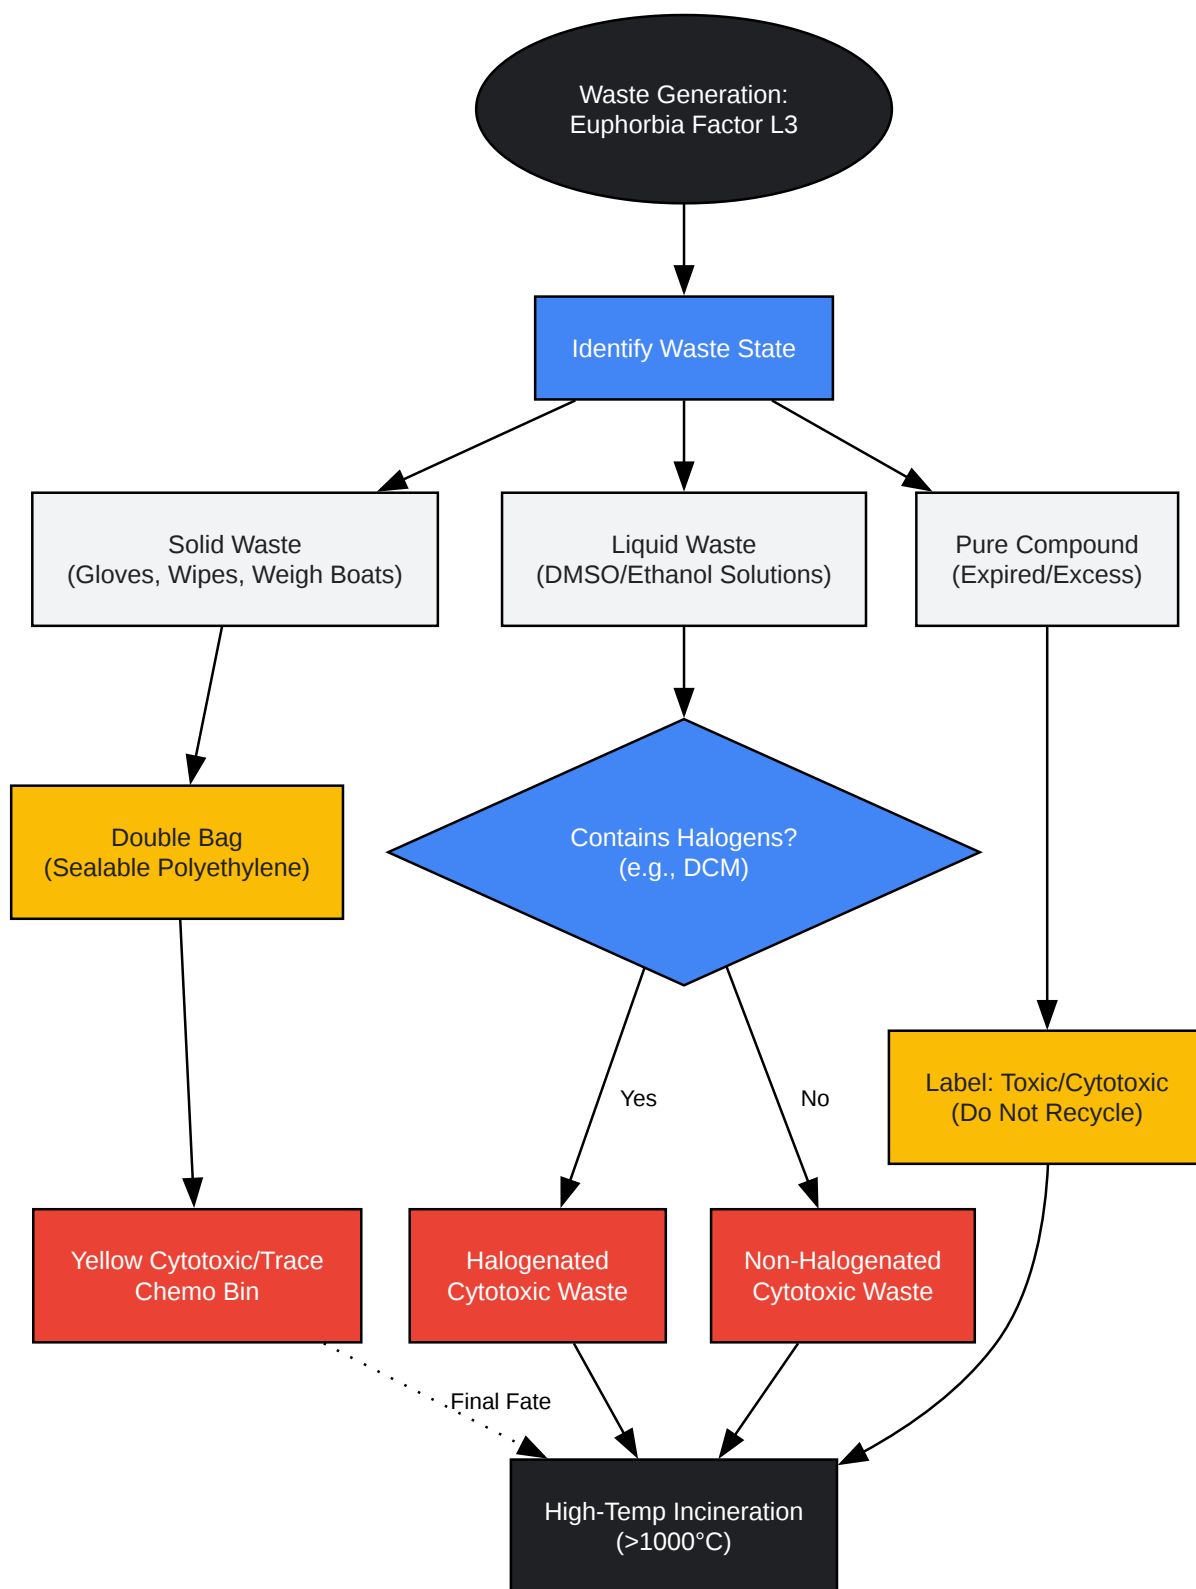 Waste Generation:
Euphorbia Factor L3
Identify Waste State
Solid Waste
(Gloves, Wipes, Weigh Boats)
Liquid Waste
(DMSO/Ethanol Solutions)
Pure Compound
(Expired/Excess)
Double Bag
(Sealable Polyethylene)
Contains Halogens?
(e.g., DCM)
Label: Toxic/Cytotoxic
(Do Not Recycle)
Yes
No
Yellow Cytotoxic/Trace
Chemo Bin
Halogenated
Cytotoxic Waste
Non-Halogenated
Cytotoxic Waste
Final Fate
High-Temp Incineration
(>1000°C)